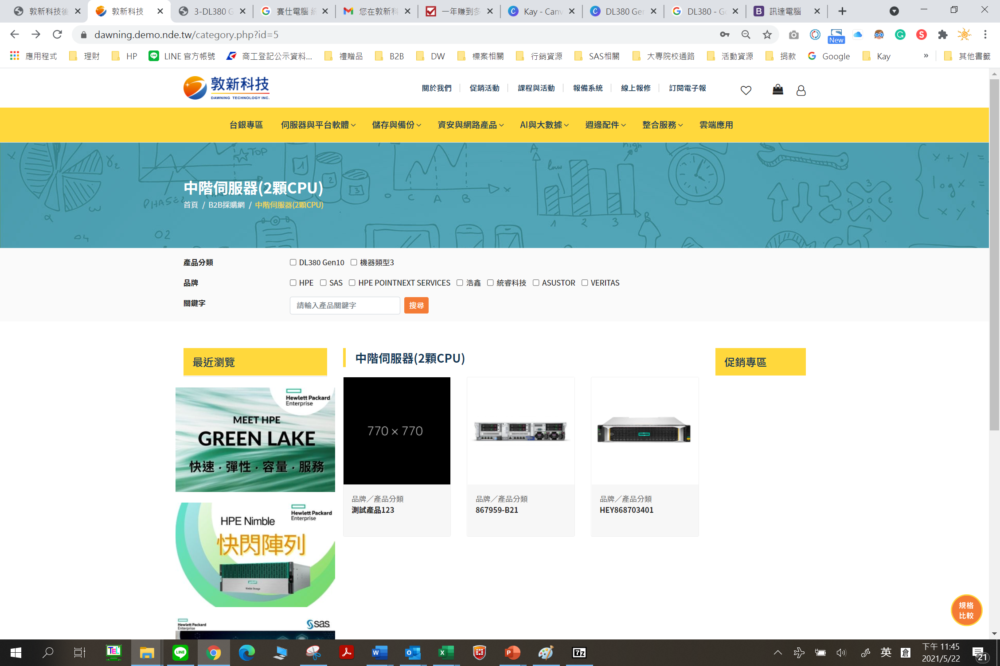 敦新科技後
敦新科技
3-DL380 G
賽仕電腦 統
您在敦新科
一年賺到多
Kay - Canv
DL380 Gen
DL380 - Go
訊達電腦
dawning.demo.nde.tw/category.php?id=5
New
應用程式
理財
HP
LINE 官方帳號
商工登記公示資料...
禮贈品
B2B
DW
標案相關
行銷資源
SAS相關
大專院校通路
活動資源
捐款
Google
Kay
»
其他書籤
敦新科技
DAWNING TECHNOLOGY INC.
關於我們
促銷活動
課程與活動
報備系統
線上報修
訂閱電子報
台銀專區
伺服器與平台軟體
儲存與備份
資安與網路產品
AI與大數據
週邊配件
整合服務
雲端應用
中階伺服器(2顆CPU)
首頁 / B2B採購網 / 中階伺服器(2顆CPU)
產品分類
DL380 Gen10
機器類型3
品牌
HPE
SAS
HPE POINTNEXT SERVICES
浩鑫
統睿科技
ASUSTOR
VERITAS
關鍵字
請輸入產品關鍵字
搜尋
最近瀏覽
中階伺服器(2顆CPU)
促銷專區
Hewlett Packard
Enterprise
MEET HPE
GREEN LAKE
快速 . 彈性 . 容量 . 服務
770 × 770
品牌／產品分類
測試產品123
品牌／產品分類
867959-B21
品牌／產品分類
HEY868703401
Hewlett Packard
Enterprise
HPE Nimble
快閃陣列
Nimble Storage
Hewlett Packard
Enterprise
sas
規格
比較
英
倉
下午 11:45
2021/5/22
21